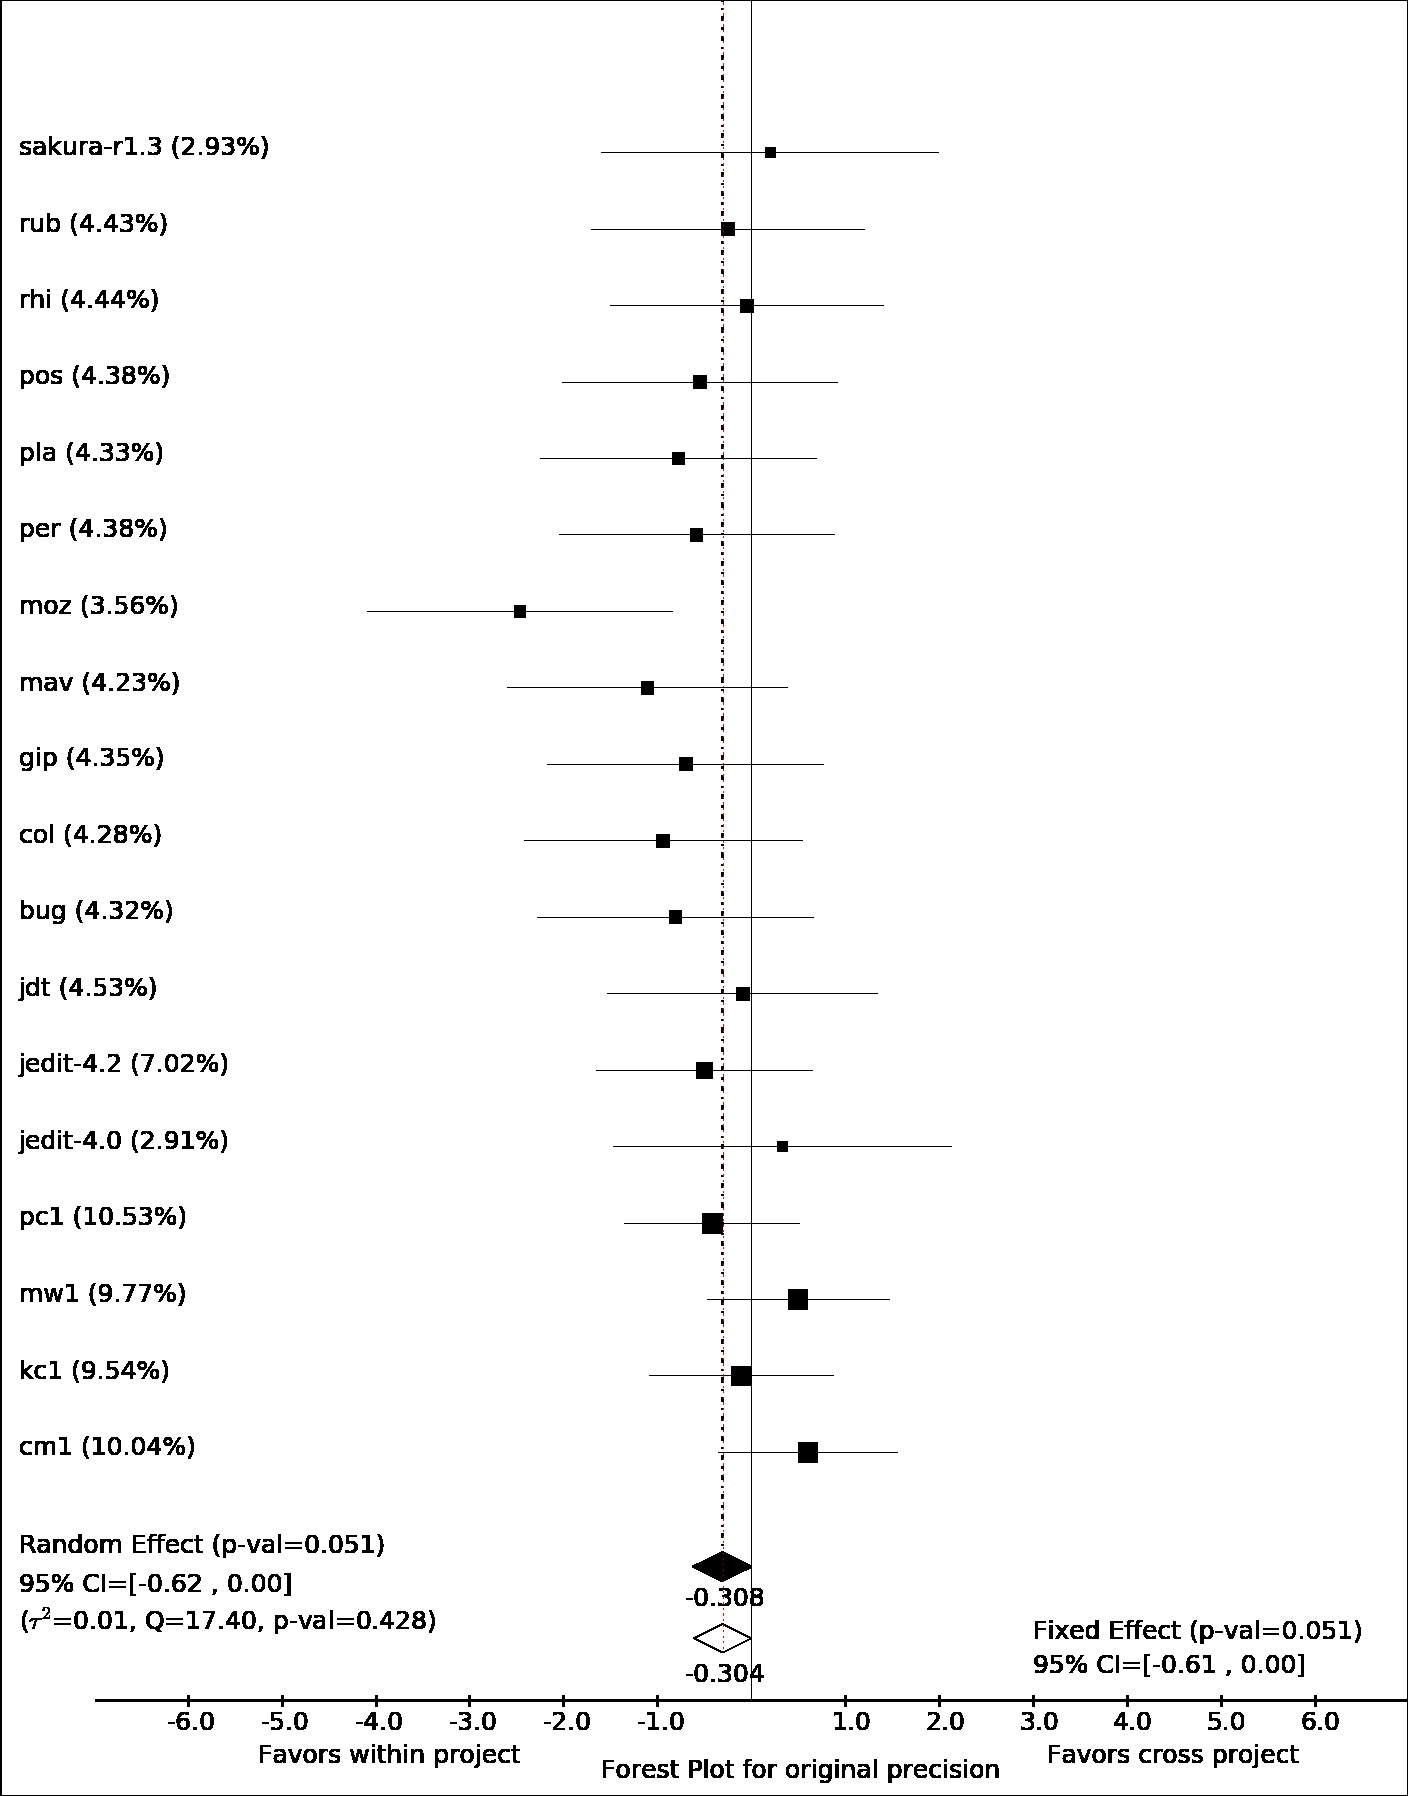 sakura-r1.3 (2.93%)
rub (4.43%)
rhi (4.44%)
pos (4.38%)
pla (4.33%)
per (4.38%)
moz (3.56%)
mav (4.23%)
gip (4.35%)
col (4.28%)
bug (4.32%)
jdt (4.53%)
jedit-4.2 (7.02%)
jedit-4.0 (2.91%)
pc1 (10.53%)
mw1 (9.77%)
kc1 (9.54%)
cm1 (10.04%)
Random Effect (p-val=0.051)
95% CI=[-0.62 , 0.00]
(τ²=0.01, Q=17.40, p-val=0.428)
-0.308
-0.304
Fixed Effect (p-val=0.051)
95% CI=[-0.61 , 0.00]
-6.0 -5.0 -4.0 -3.0 -2.0 -1.0 1.0 2.0 3.0 4.0 5.0 6.0
Favors within project
Favors cross project
Forest Plot for original precision